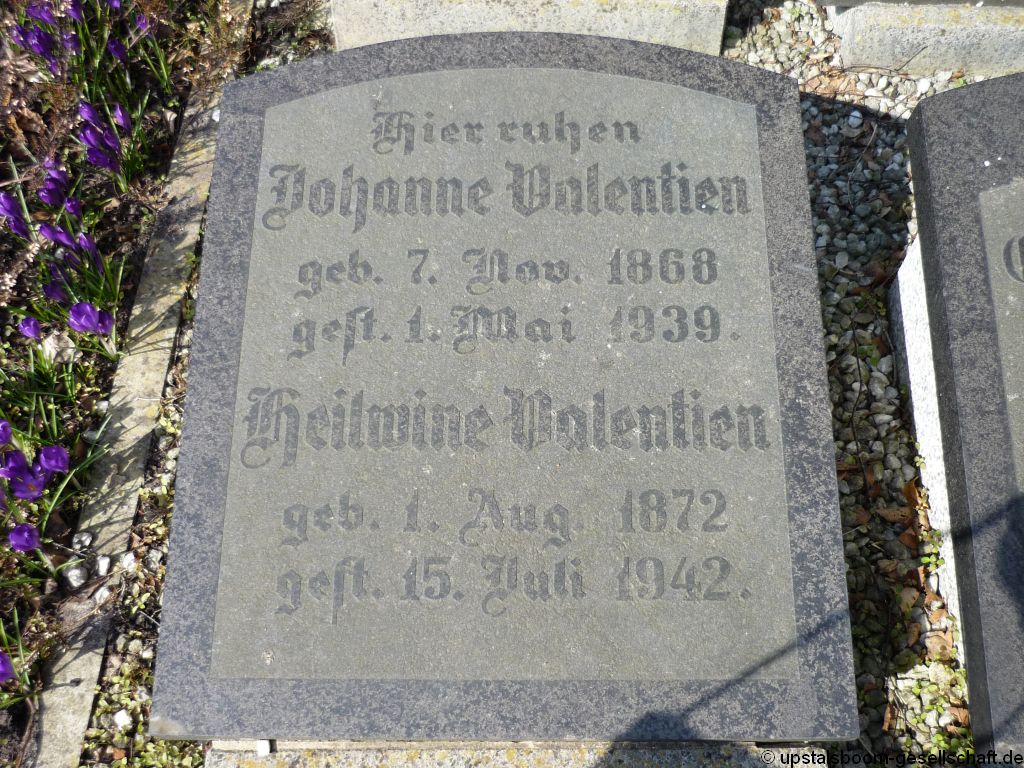 Hier ruhen
Johanne Valentien
geb. 7. Nov. 1868
gest. 1. Mai 1939.
Heilwine Valentien
geb. 1. Aug. 1872
gest. 15. Juli 1942.
© upstalsboom-gesellschaft.de